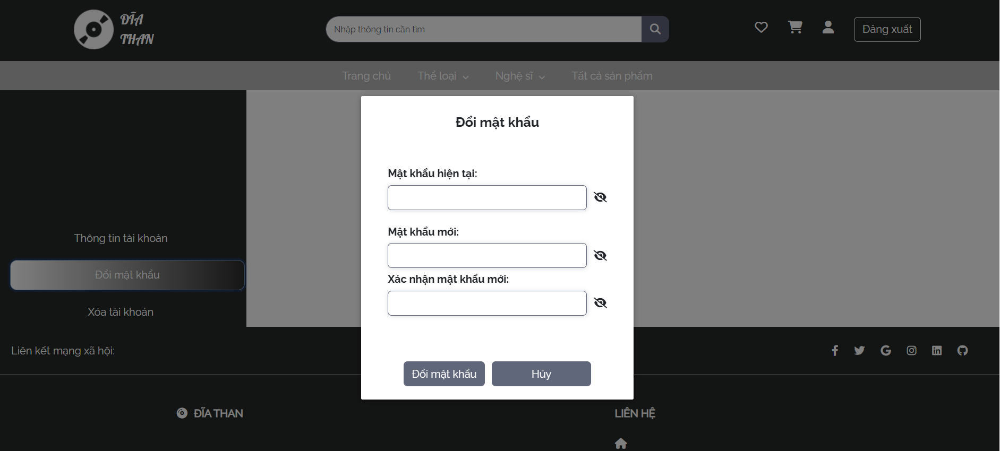 ĐĨA
THAN
Nhập thông tin cần tìm
Đăng xuất
Trang chủ
Thể loại
Nghệ sĩ
Tất cả sản phẩm
Đổi mật khẩu
Mật khẩu hiện tại:
Mật khẩu mới:
Xác nhận mật khẩu mới:
Đổi mật khẩu
Hủy
Thông tin tài khoản
Đổi mật khẩu
Xóa tài khoản
Liên kết mạng xã hội:
ĐĨA THAN
LIÊN HỆ